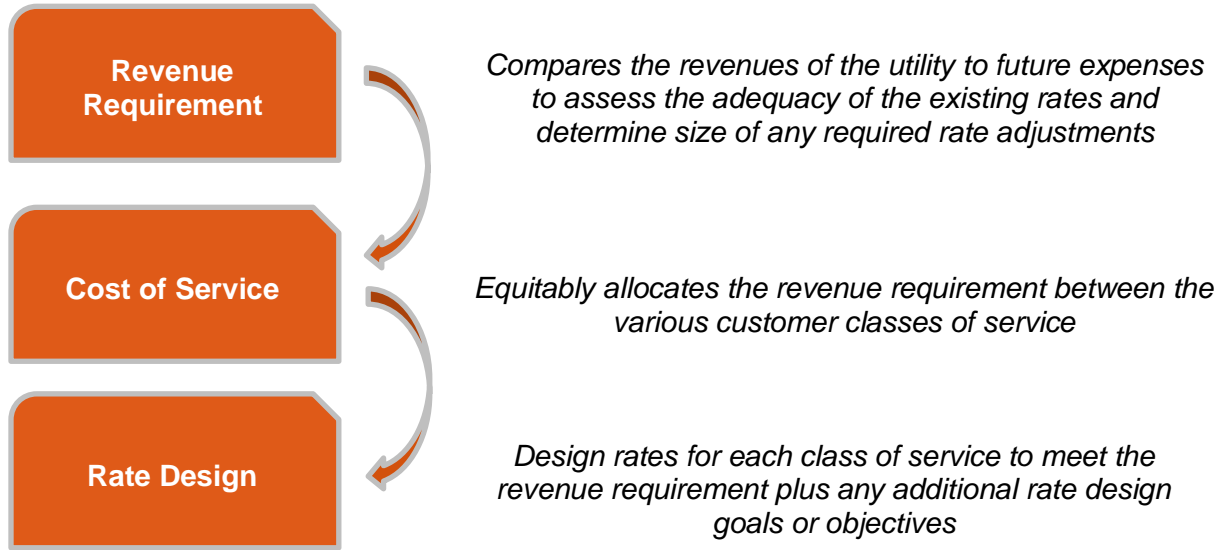 Revenue
Requirement
Compares the revenues of the utility to future expenses
to assess the adequacy of the existing rates and
determine size of any required rate adjustments
Cost of Service
Equitably allocates the revenue requirement between the
various customer classes of service
Rate Design
Design rates for each class of service to meet the
revenue requirement plus any additional rate design
goals or objectives